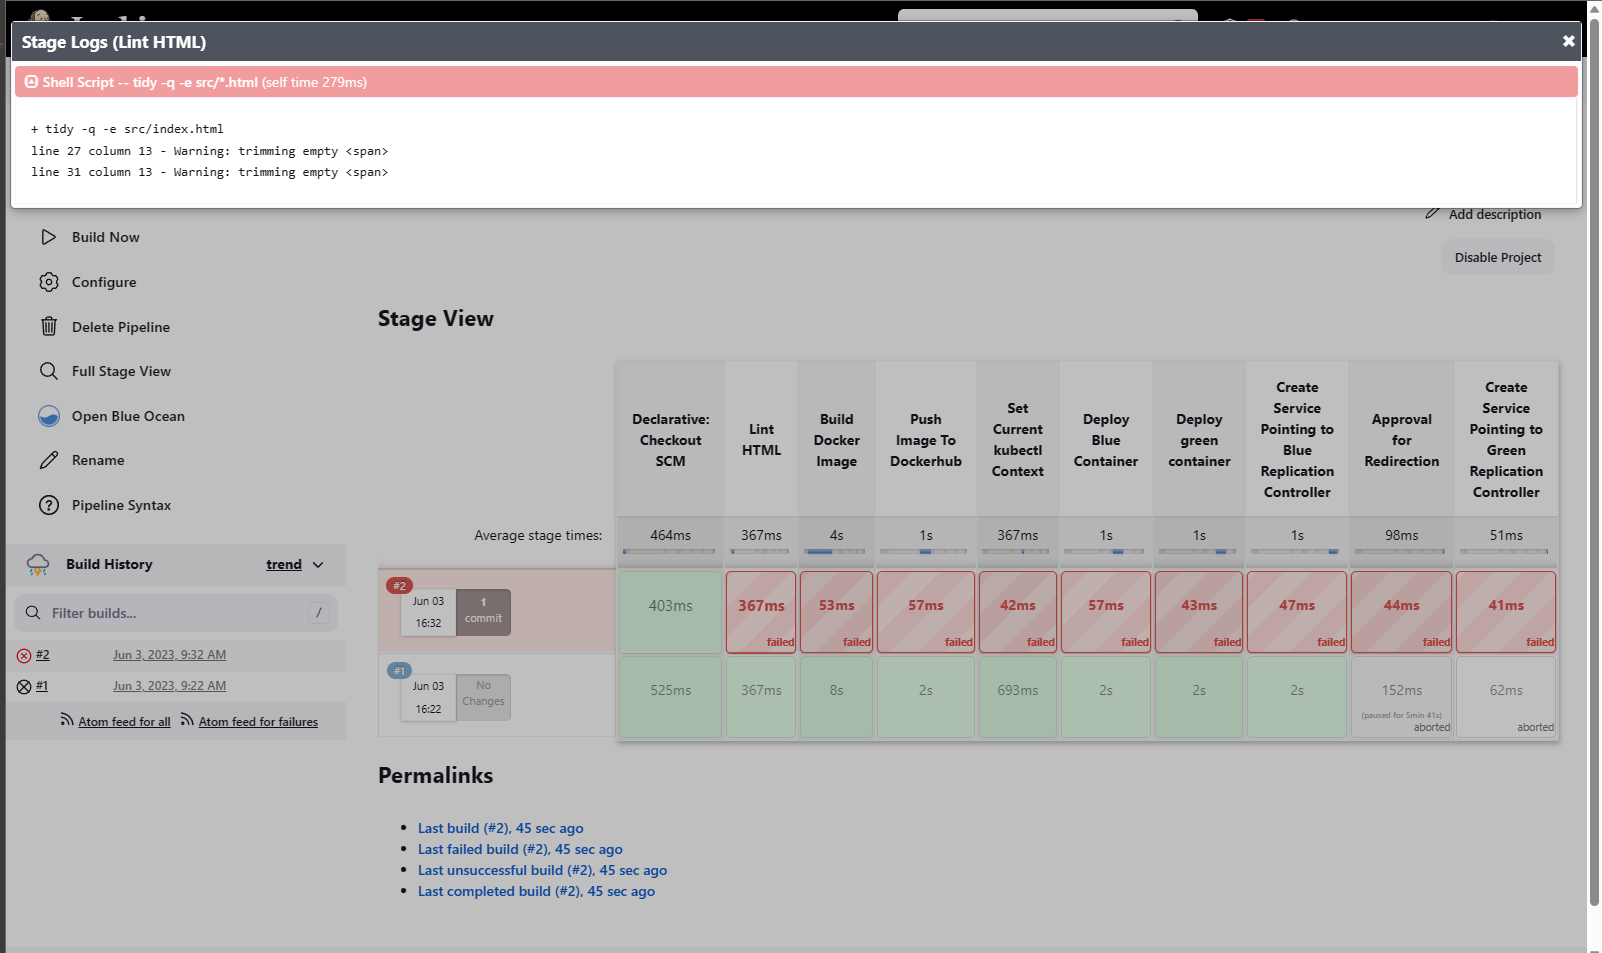 Stage Logs (Lint HTML)
Shell Script -- tidy -q -e src/*.html (self time 279ms)
+ tidy -q -e src/index.html
line 27 column 13 - Warning: trimming empty <span>
line 31 column 13 - Warning: trimming empty <span>
Add description
Disable Project
Build Now
Configure
Delete Pipeline
Full Stage View
Open Blue Ocean
Rename
Pipeline Syntax
Build History
trend
Filter builds...
/
#2 Jun 3, 2023, 9:32 AM
#1 Jun 3, 2023, 9:22 AM
Atom feed for all Atom feed for failures
Stage View
Declarative:
Checkout
SCM
Lint
HTML
Build
Docker
Image
Push
Image To
Dockerhub
Set
Current
kubectl
Context
Deploy
Blue
Container
Deploy
green
container
Create
Service
Pointing to
Blue
Replication
Controller
Approval
for
Redirection
Create
Service
Pointing to
Green
Replication
Controller
Average stage times: 464ms 367ms 4s 1s 367ms 1s 1s 1s 98ms 51ms
#2
Jun 03
16:32
1
commit
403ms 367ms 53ms 57ms 42ms 57ms 43ms 47ms 44ms 41ms
failed failed failed failed failed failed failed failed failed
#1
Jun 03
16:22
No
Changes
525ms 367ms 8s 2s 693ms 2s 2s 2s 152ms 62ms
(paused for 5min 41s)
aborted aborted
Permalinks
Last build (#2), 45 sec ago
Last failed build (#2), 45 sec ago
Last unsuccessful build (#2), 45 sec ago
Last completed build (#2), 45 sec ago